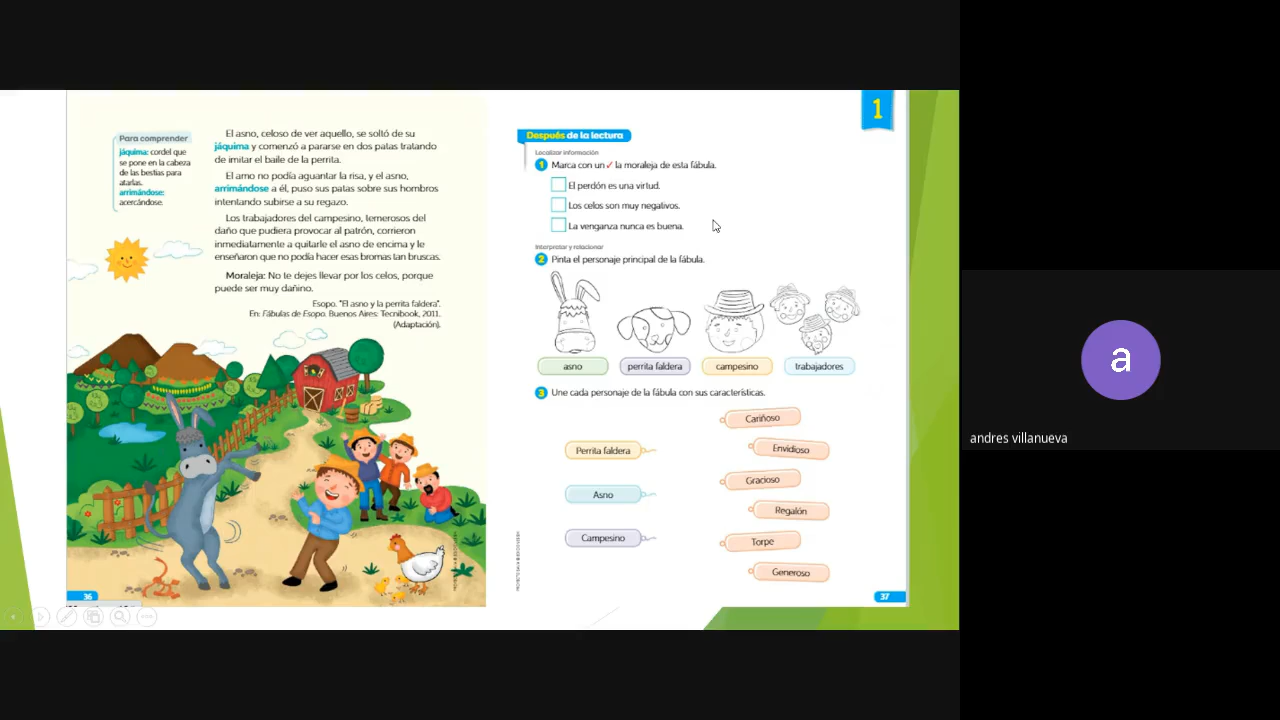 Para comprender
jáquima: cordel que
se pone en la cabeza
de las bestias para
atarlas.
arrimándose:
acercándose.
El asno, celoso de ver aquello, se soltó de su
jáquima y comenzó a pararse en dos patas tratando
de imitar el baile de la perrita.
El amo no podía aguantar la risa, y el asno,
arrimándose a él, puso sus patas sobre sus hombros
intentando subirse a su regazo.
Los trabajadores del campesino, temerosos del
daño que pudiera provocar al patrón, corrieron
inmediatamente a quitarle el asno de encima y le
enseñaron que no podía hacer esas bromas tan bruscas.
Moraleja: No te dejes llevar por los celos, porque
puede ser muy dañino.
Esopo. "El asno y la perrita faldera".
En: Fábulas de Esopo. Buenos Aires: Tecnibook, 2011.
(Adaptación).
36
1
Después de la lectura
Localizar información
1 Marca con un ✓ la moraleja de esta fábula.
El perdón es una virtud.
Los celos son muy negativos.
La venganza nunca es buena.
Interpretar y relacionar
2 Pinta el personaje principal de la fábula.
asno
perrita faldera
campesino
trabajadores
3 Une cada personaje de la fábula con sus características.
Perrita faldera
Asno
Campesino
Cariñoso
Envidioso
Gracioso
Regalón
Torpe
Generoso
37
a
andres villanueva